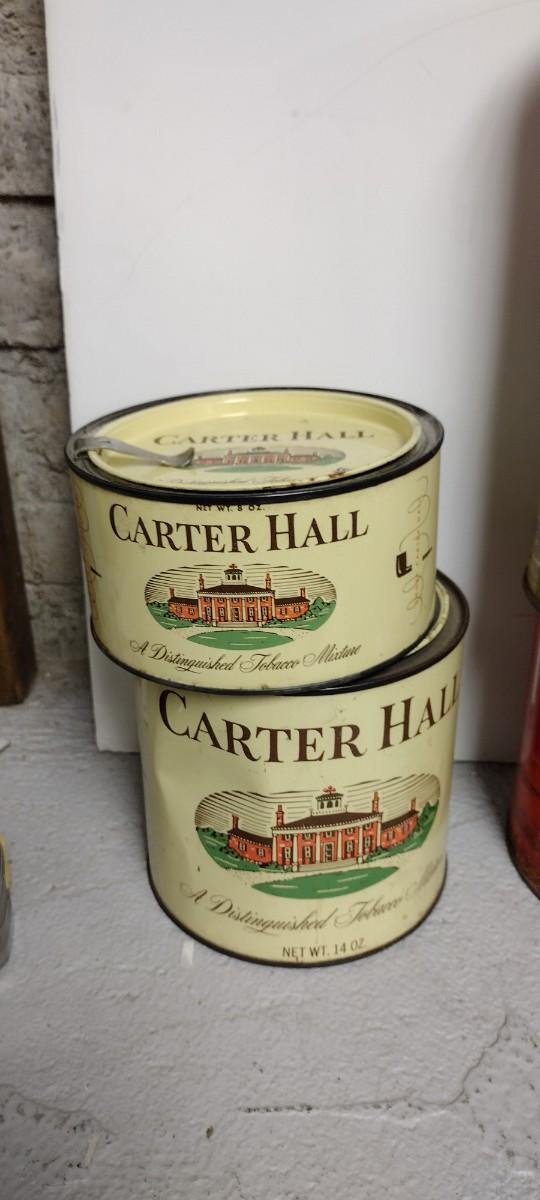 CARTER HALL
NET WT. 8 OZ.
CARTER HALL
A Distinguished Tobacco Mixture
CARTER HALL
A Distinguished Tobacco
NET WT. 14 OZ.